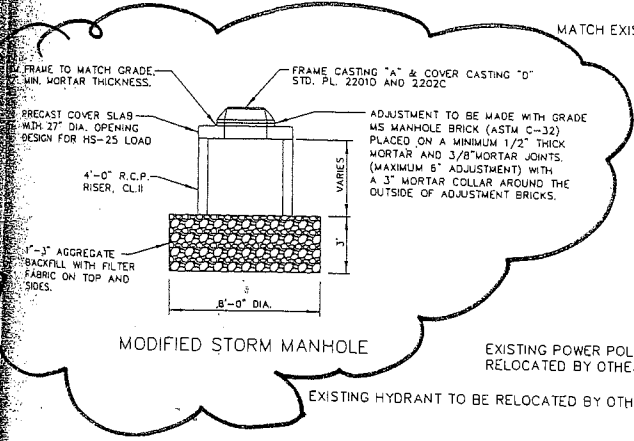 MATCH EXIS
FRAME TO MATCH GRADE,
MIN. MORTAR THICKNESS.
FRAME CASTING "A" & COVER CASTING "D"
STD. PL. 2201D AND 2202C
PRECAST COVER SLAB
WITH 27" DIA. OPENING
DESIGN FOR HS-25 LOAD
ADJUSTMENT TO BE MADE WITH GRADE
MS MANHOLE BRICK (ASTM C-32)
PLACED ON A MINIMUM 1/2" THICK
MORTAR AND 3/8"MORTAR JOINTS.
(MAXIMUM 6" ADJUSTMENT) WITH
A 3" MORTAR COLLAR AROUND THE
OUTSIDE OF ADJUSTMENT BRICKS.
4'-0" R.C.P.
RISER, CL.II
VARIES
3'
1"-3" AGGREGATE
BACKFILL WITH FILTER
FABRIC ON TOP AND
SIDES.
8'-0" DIA.
MODIFIED STORM MANHOLE
EXISTING POWER POL
RELOCATED BY OTHE
EXISTING HYDRANT TO BE RELOCATED BY OTH